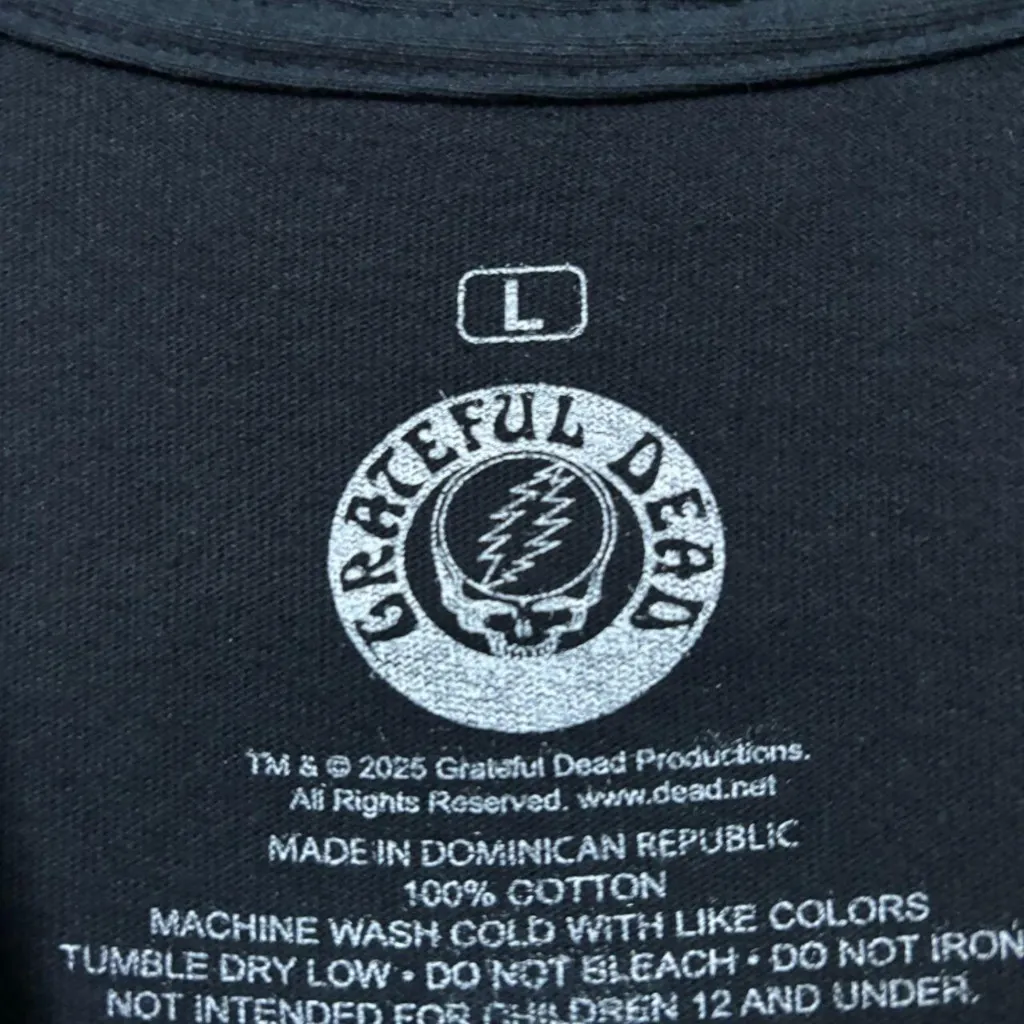 L
GRATEFUL DEAD
TM & © 2025 Grateful Dead Productions.
All Rights Reserved. www.dead.net
MADE IN DOMINICAN REPUBLIC
100% COTTON
MACHINE WASH COLD WITH LIKE COLORS
TUMBLE DRY LOW • DO NOT BLEACH • DO NOT IRON
NOT INTENDED FOR CHILDREN 12 AND UNDER.